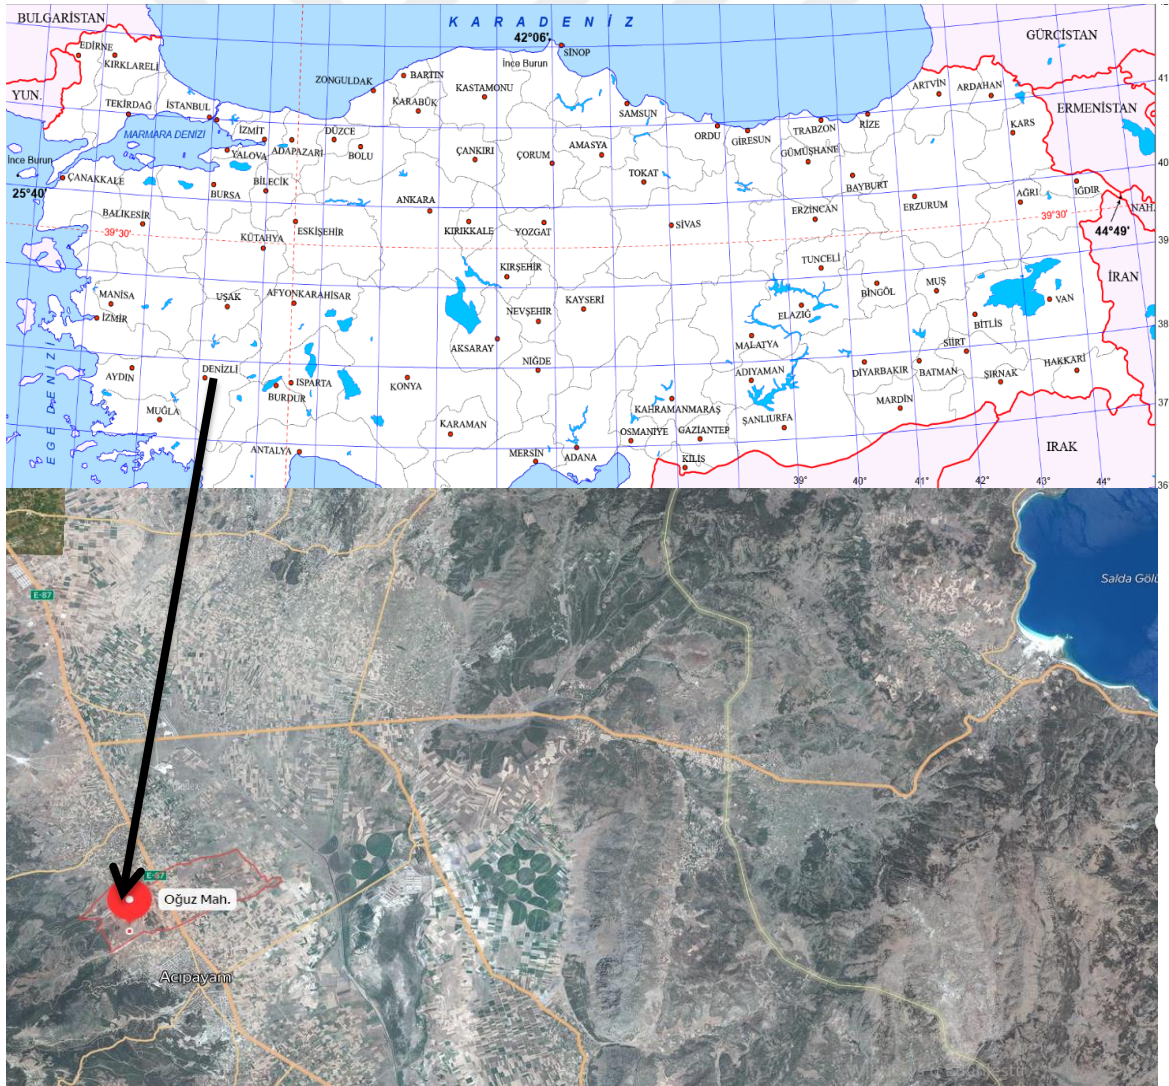 BULGARİSTAN
K A R A D E N İ Z
42°06'
GÜRCİSTAN
EDİRNE
KIRKLARELİ
SİNOP
İnce Burun
ZONGULDAK
BARTIN
KASTAMONU
KARABÜK
ARTVİN
ARDAHAN
41
YUN.
TEKİRDAĞ
İSTANBUL
SAMSUN
ERMENİSTAN
MARMARA DENİZİ
İZMİT
ADAPAZARI
DÜZCE
BOLU
ORDU
GİRESUN
TRABZON
RİZE
KARS
YALOVA
ÇANKIRI
ÇORUM
AMASYA
GÜMÜŞHANE
İnce Burun
ÇANAKKALE
BİLECİK
TOKAT
BAYBURT
40
25°40'
BURSA
ANKARA
ERZURUM
AĞRI
IĞDIR
NAH.
BALIKESİR
ESKİŞEHİR
KIRIKKALE
YOZGAT
SİVAS
ERZİNCAN
39°30'
39°30'
44°49'
39
KÜTAHYA
KIRŞEHİR
TUNCELİ
İRAN
MANİSA
UŞAK
AFYONKARAHİSAR
KAYSERİ
BİNGÖL
MUŞ
VAN
İZMİR
NEVŞEHİR
ELAZIĞ
BİTLİS
38
AKSARAY
MALATYA
SİİRT
EGE DENİZİ
AYDIN
DENİZLİ
ISPARTA
BURDUR
KONYA
NİĞDE
ADIYAMAN
DİYARBAKIR
BATMAN
ŞIRNAK
HAKKARİ
MUĞLA
KARAMAN
KAHRAMANMARAŞ
MARDİN
37
OSMANİYE
GAZİANTEP
ŞANLIURFA
ANTALYA
MERSİN
ADANA
KİLİS
IRAK
39°
40°
41°
42°
43°
44°
36
Salda Gölü
E-87
E-87
Oğuz Mah.
Acıpayam